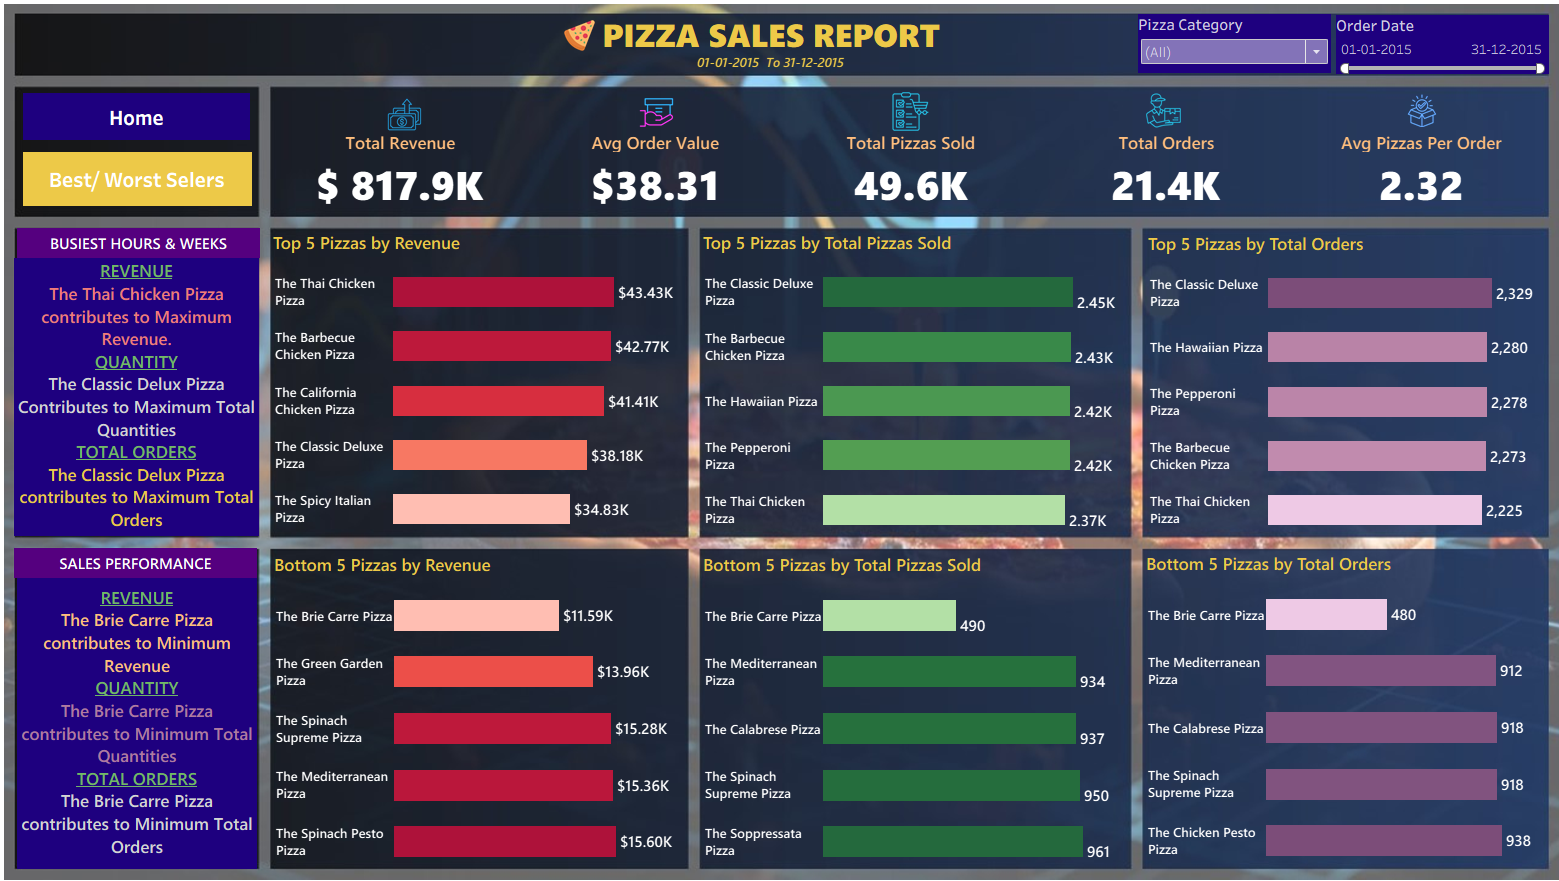 PIZZA SALES REPORT
01-01-2015 To 31-12-2015
Pizza Category
(All)
Order Date
01-01-2015 31-12-2015
Home
Best/ Worst Selers
Total Revenue
$ 817.9K
Avg Order Value
$38.31
Total Pizzas Sold
49.6K
Total Orders
21.4K
Avg Pizzas Per Order
2.32
BUSIEST HOURS & WEEKS
REVENUE
The Thai Chicken Pizza
contributes to Maximum
Revenue.
QUANTITY
The Classic Delux Pizza
Contributes to Maximum Total
Quantities
TOTAL ORDERS
The Classic Delux Pizza
contributes to Maximum Total
Orders
Top 5 Pizzas by Revenue
The Thai Chicken
Pizza
$43.43K
The Barbecue
Chicken Pizza
$42.77K
The California
Chicken Pizza
$41.41K
The Classic Deluxe
Pizza
$38.18K
The Spicy Italian
Pizza
$34.83K
Top 5 Pizzas by Total Pizzas Sold
The Classic Deluxe
Pizza
2.45K
The Barbecue
Chicken Pizza
2.43K
The Hawaiian Pizza
2.42K
The Pepperoni
Pizza
2.42K
The Thai Chicken
Pizza
2.37K
Top 5 Pizzas by Total Orders
The Classic Deluxe
Pizza
2,329
The Hawaiian Pizza
2,280
The Pepperoni
Pizza
2,278
The Barbecue
Chicken Pizza
2,273
The Thai Chicken
Pizza
2,225
SALES PERFORMANCE
REVENUE
The Brie Carre Pizza
contributes to Minimum
Revenue
QUANTITY
The Brie Carre Pizza
contributes to Minimum Total
Quantities
TOTAL ORDERS
The Brie Carre Pizza
contributes to Minimum Total
Orders
Bottom 5 Pizzas by Revenue
The Brie Carre Pizza
$11.59K
The Green Garden
Pizza
$13.96K
The Spinach
Supreme Pizza
$15.28K
The Mediterranean
Pizza
$15.36K
The Spinach Pesto
Pizza
$15.60K
Bottom 5 Pizzas by Total Pizzas Sold
The Brie Carre Pizza
490
The Mediterranean
Pizza
934
The Calabrese Pizza
937
The Spinach
Supreme Pizza
950
The Soppressata
Pizza
961
Bottom 5 Pizzas by Total Orders
The Brie Carre Pizza
480
The Mediterranean
Pizza
912
The Calabrese Pizza
918
The Spinach
Supreme Pizza
918
The Chicken Pesto
Pizza
938